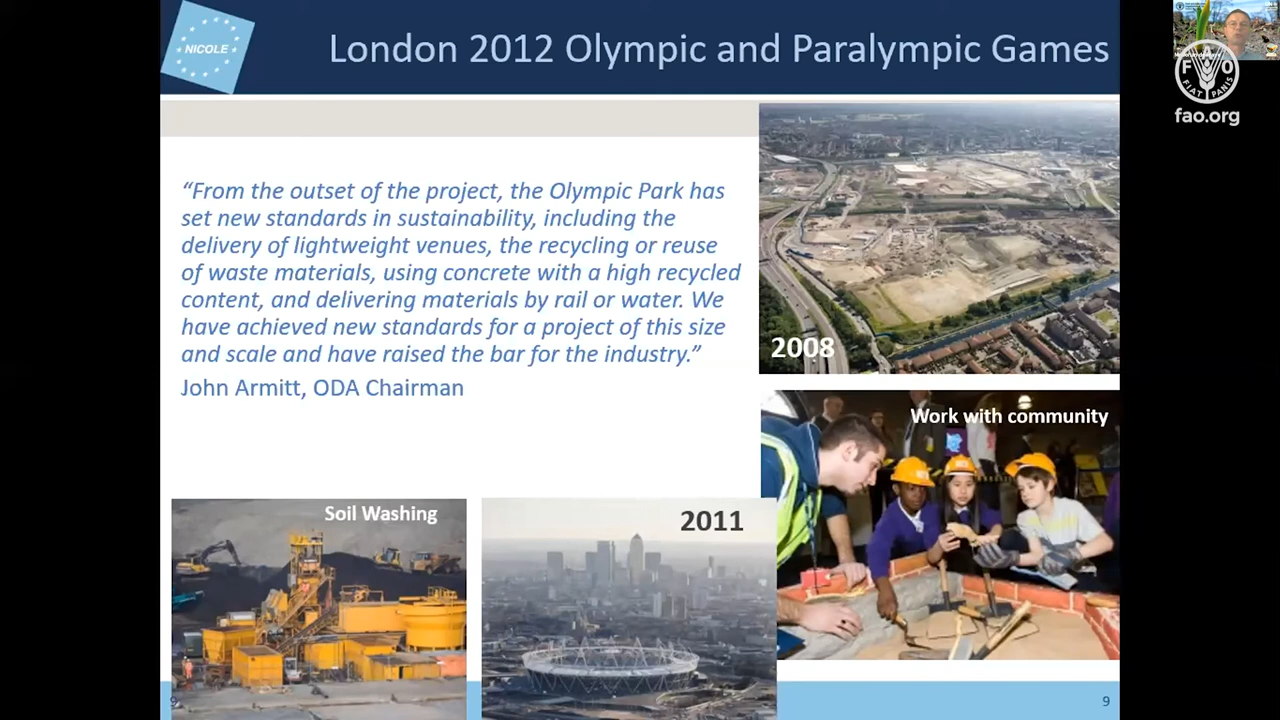 NICOLE
London 2012 Olympic and Paralympic Games
F A O
FIAT PANIS
fao.org
“From the outset of the project, the Olympic Park has
set new standards in sustainability, including the
delivery of lightweight venues, the recycling or reuse
of waste materials, using concrete with a high recycled
content, and delivering materials by rail or water. We
have achieved new standards for a project of this size
and scale and have raised the bar for the industry.”
John Armitt, ODA Chairman
2008
Work with community
Soil Washing
2011
9
9